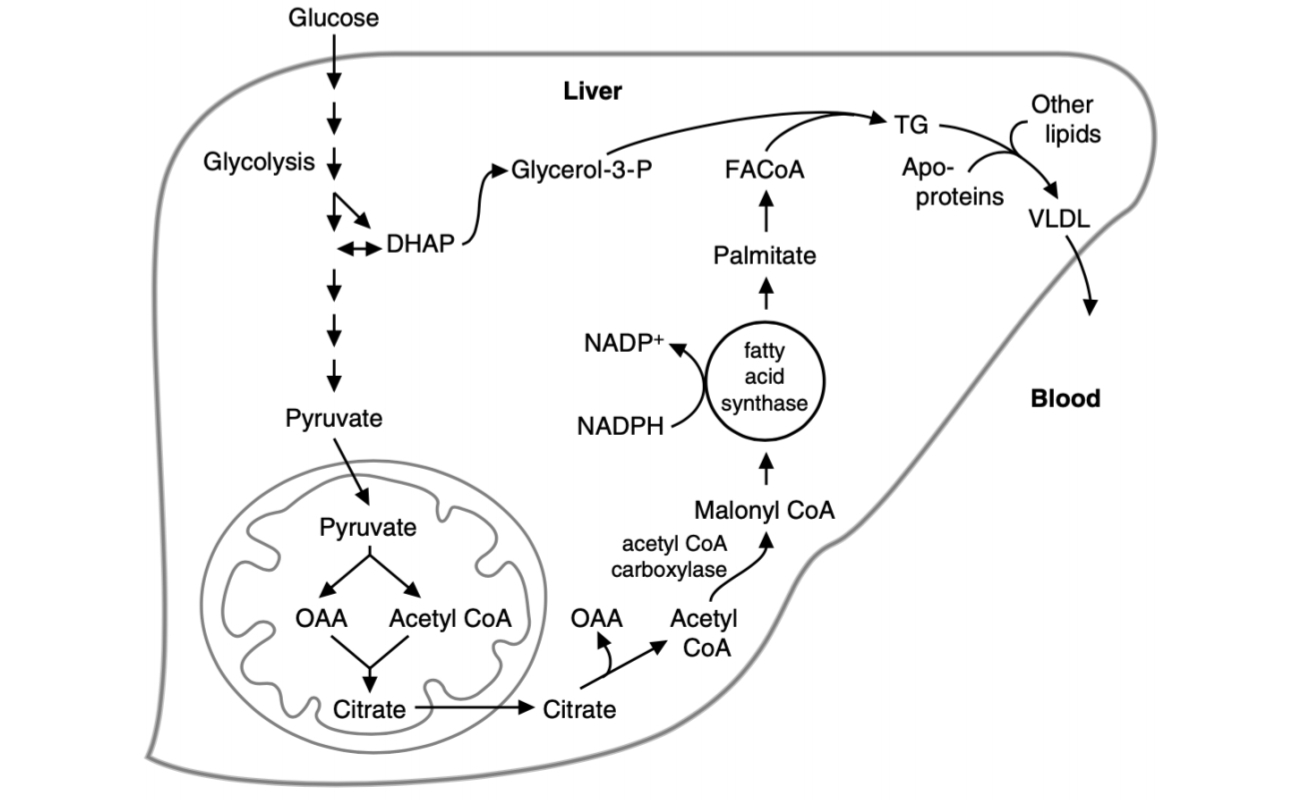 Glucose
Liver
Glycolysis
DHAP
Glycerol-3-P
FACoA
TG
Other
lipids
Apo-
proteins
VLDL
Palmitate
NADP+
NADPH
fatty
acid
synthase
Blood
Pyruvate
Pyruvate
OAA
Acetyl CoA
Citrate
Citrate
OAA
Acetyl
CoA
acetyl CoA
carboxylase
Malonyl CoA